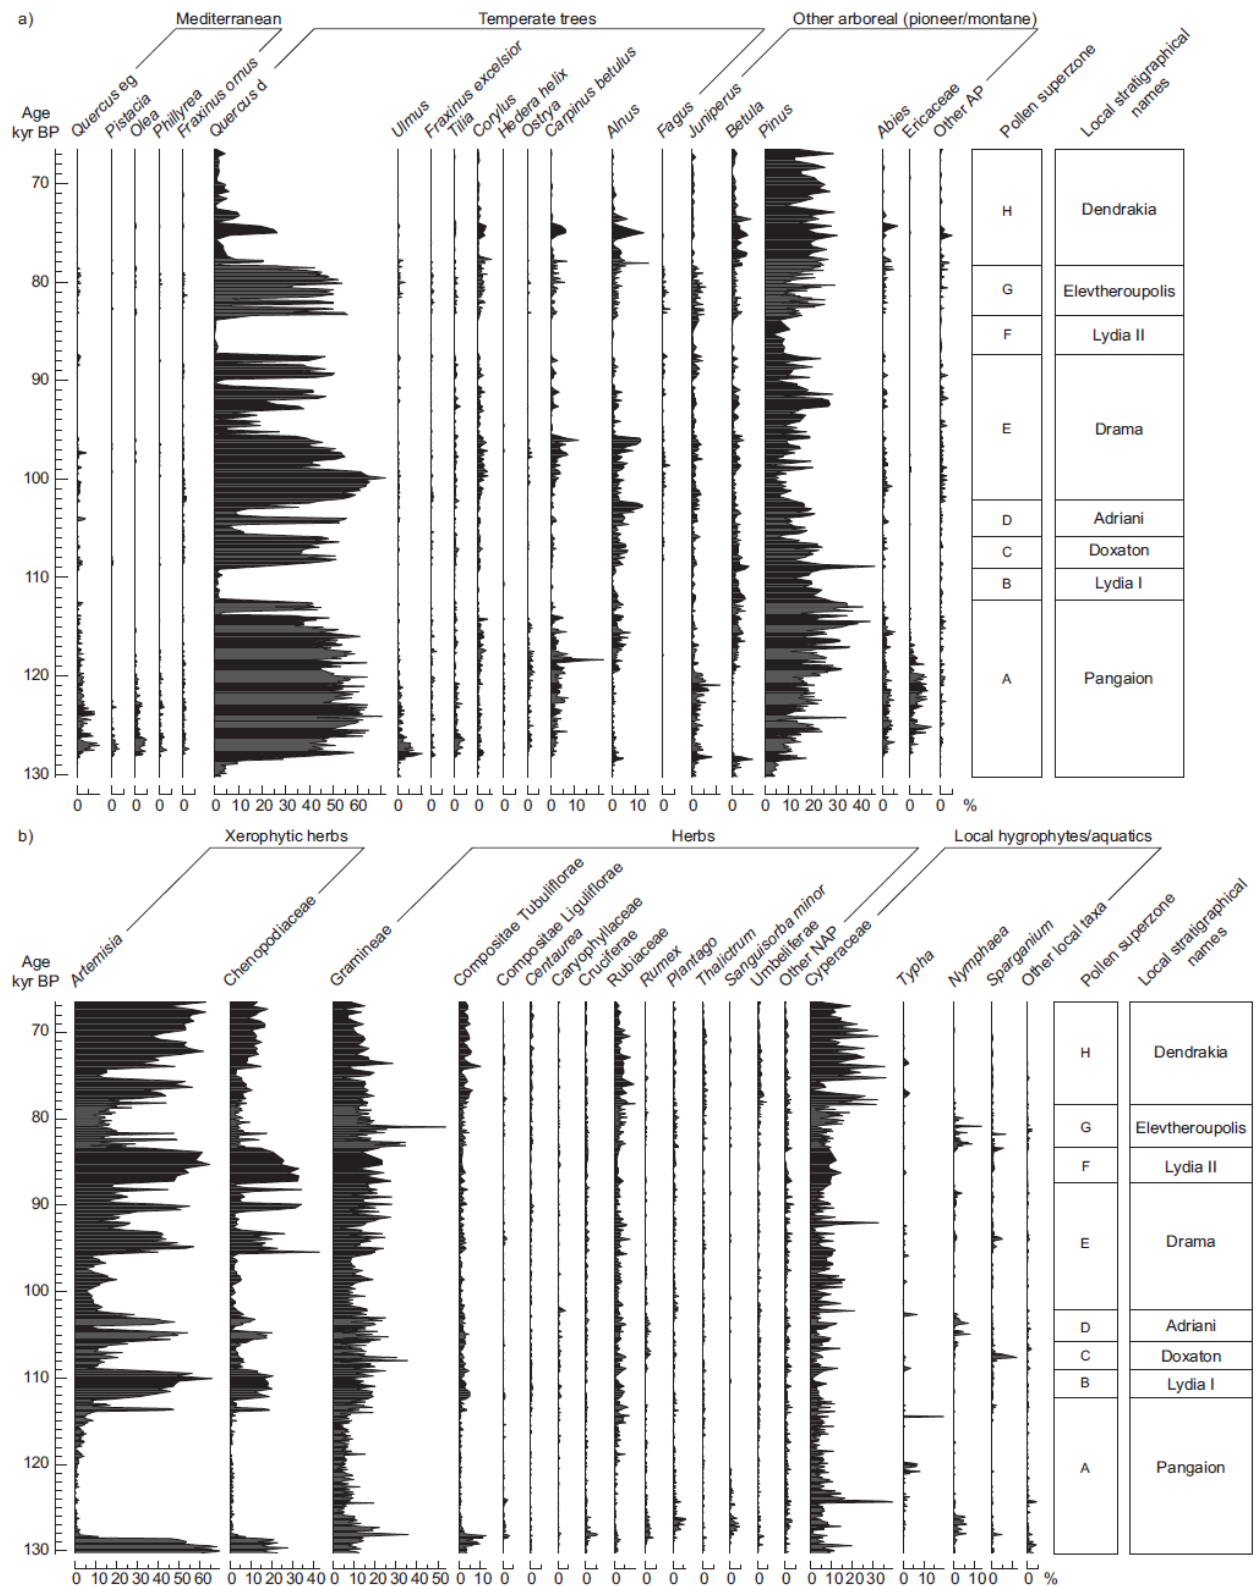 a)
Mediterranean
Temperate trees
Other arboreal (pioneer/montane)
Age
kyr BP
Quercus eg
Pistacia
Olea
Phillyrea
Fraxinus ornus
Quercus d
Ulmus
Fraxinus excelsior
Tilia
Corylus
Hedera helix
Ostrya
Carpinus betulus
Alnus
Fagus
Juniperus
Betula
Pinus
Abies
Ericaceae
Other AP
Pollen superzone
Local stratigraphical
names
70
80
90
100
110
120
130
H
Dendrakia
G
Elevtheroupolis
F
Lydia II
E
Drama
D
Adriani
C
Doxaton
B
Lydia I
A
Pangaion
0 0 0 0 0 0 10 20 30 40 50 60 0 0 0 0 0 0 0 10 0 10 0 0 0 0 10 20 30 40 0 0 0 %
b)
Xerophytic herbs
Herbs
Local hygrophytes/aquatics
Age
kyr BP
Artemisia
Chenopodiaceae
Gramineae
Compositae Tubuliflorae
Compositae Liguliflorae
Centaurea
Caryophyllaceae
Cruciferae
Rubiaceae
Rumex
Plantago
Thalictrum
Sanguisorba minor
Umbeliferae
Other NAP
Cyperaceae
Typha
Nymphaea
Sparganium
Other local taxa
Pollen superzone
Local stratigraphical
names
70
80
90
100
110
120
130
H
Dendrakia
G
Elevtheroupolis
F
Lydia II
E
Drama
D
Adriani
C
Doxaton
B
Lydia I
A
Pangaion
0 10 20 30 40 50 60 0 10 20 30 40 0 10 20 30 40 50 0 10 0 0 0 0 0 0 0 0 0 0 0 0 10 20 30 0 10 0 10 0 0 %